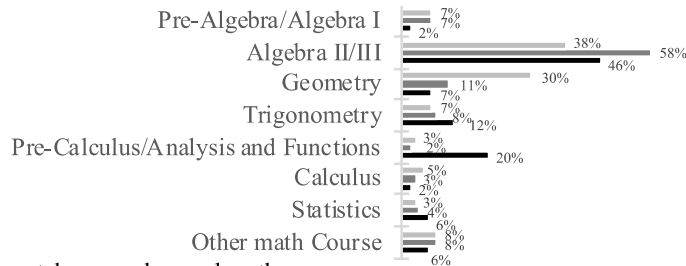 Pre-Algebra/Algebra I 7% 7% 2%
Algebra II/III 38% 58% 46%
Geometry 30% 11% 7%
Trigonometry 7% 8% 12%
Pre-Calculus/Analysis and Functions 3% 2% 20%
Calculus 5% 3% 2%
Statistics 3% 4% 6%
Other math Course 8% 8% 6%